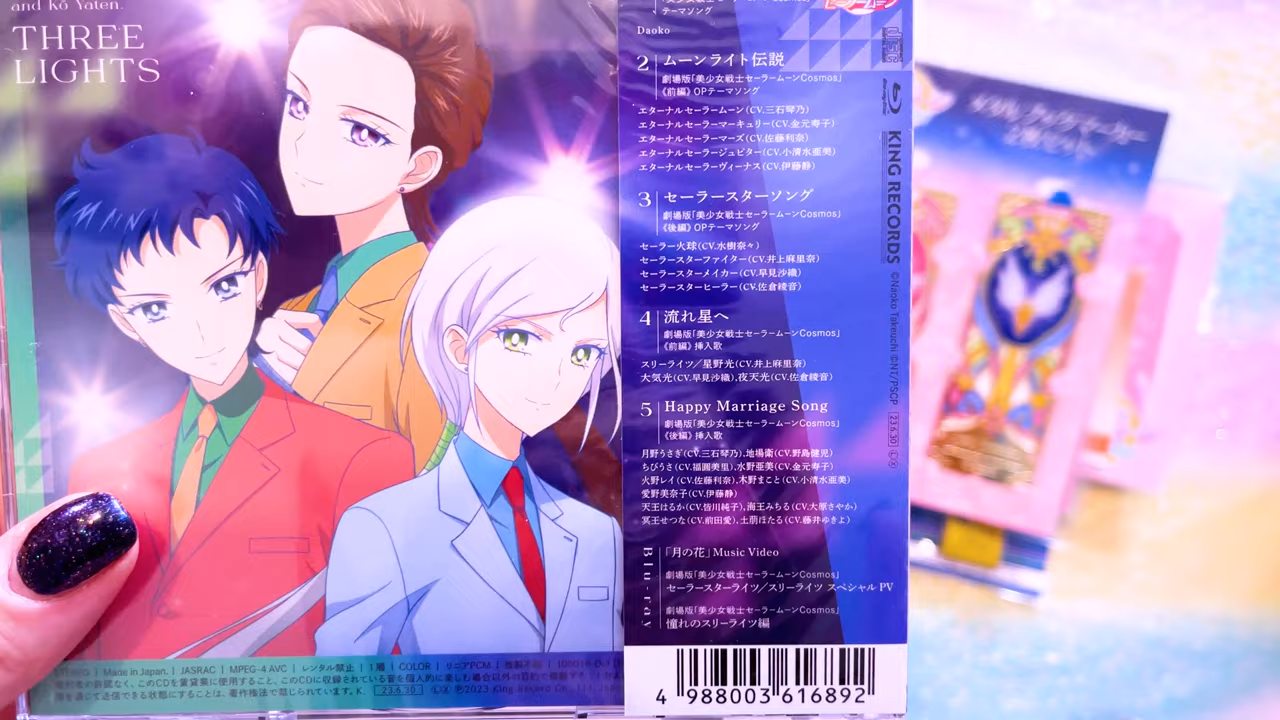 and Kō Yaten.
THREE
LIGHTS
テーマソング
Daoko
2 ムーンライト伝説
劇場版「美少女戦士セーラームーンCosmos」
《前編》OPテーマソング
エターナルセーラームーン(CV.三石琴乃)
エターナルセーラーマーキュリー(CV.金元寿子)
エターナルセーラーマーズ(CV.佐藤利奈)
エターナルセーラージュピター(CV.小清水亜美)
エターナルセーラーヴィーナス(CV.伊藤静)
3 セーラースターソング
劇場版「美少女戦士セーラームーンCosmos」
《後編》OPテーマソング
セーラー火球(CV.水樹奈々)
セーラースターファイター(CV.井上麻里奈)
セーラースターメイカー(CV.早見沙織)
セーラースターヒーラー(CV.佐倉綾音)
4 流れ星へ
劇場版「美少女戦士セーラームーンCosmos」
《前編》挿入歌
スリーライツ/星野光(CV.井上麻里奈)
大気光(CV.早見沙織),夜天光(CV.佐倉綾音)
5 Happy Marriage Song
劇場版「美少女戦士セーラームーンCosmos」
《後編》挿入歌
月野うさぎ(CV.三石琴乃),地場衛(CV.野島健児)
ちびうさ(CV.福圓美里),水野亜美(CV.金元寿子)
火野レイ(CV.佐藤利奈),木野まこと(CV.小清水亜美)
愛野美奈子(CV.伊藤静)
天王はるか(CV.皆川純子),海王みちる(CV.大原さやか)
冥王せつな(CV.前田愛),土萠ほたる(CV.藤井ゆきよ)
Blu-ray
「月の花」Music Video
劇場版「美少女戦士セーラームーンCosmos」
セーラースターライツ/スリーライツ スペシャル PV
劇場版「美少女戦士セーラームーンCosmos」
憧れのスリーライツ編
KING RECORDS
©Naoko Takeuchi ©NT/PSCP
23.6.30
Made in Japan. | JASRAC | MPEG-4 AVC | レンタル禁止 | 1層 | COLOR | リニアPCM
23.6.30
4 988003 616892